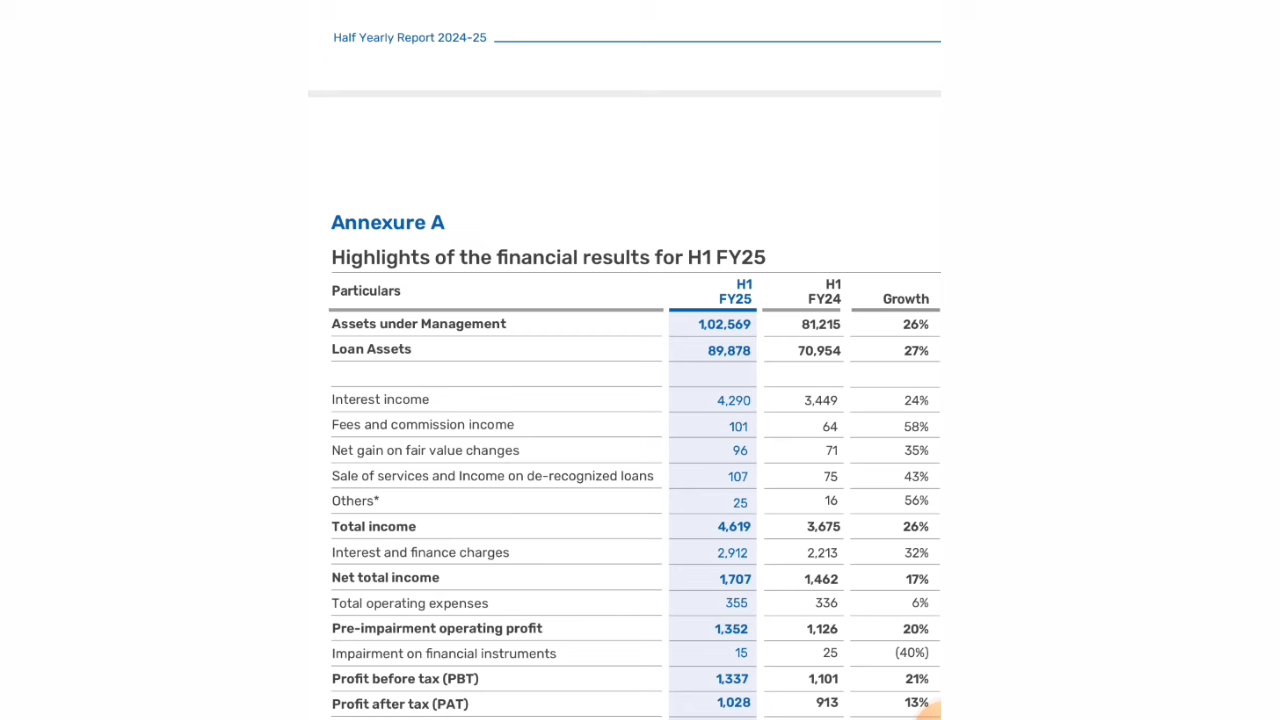 Half Yearly Report 2024-25
Annexure A
Highlights of the financial results for H1 FY25
Particulars H1 FY25 H1 FY24 Growth
Assets under Management 1,02,569 81,215 26%
Loan Assets 89,878 70,954 27%
Interest income 4,290 3,449 24%
Fees and commission income 101 64 58%
Net gain on fair value changes 96 71 35%
Sale of services and Income on de-recognized loans 107 75 43%
Others* 25 16 56%
Total income 4,619 3,675 26%
Interest and finance charges 2,912 2,213 32%
Net total income 1,707 1,462 17%
Total operating expenses 355 336 6%
Pre-impairment operating profit 1,352 1,126 20%
Impairment on financial instruments 15 25 (40%)
Profit before tax (PBT) 1,337 1,101 21%
Profit after tax (PAT) 1,028 913 13%